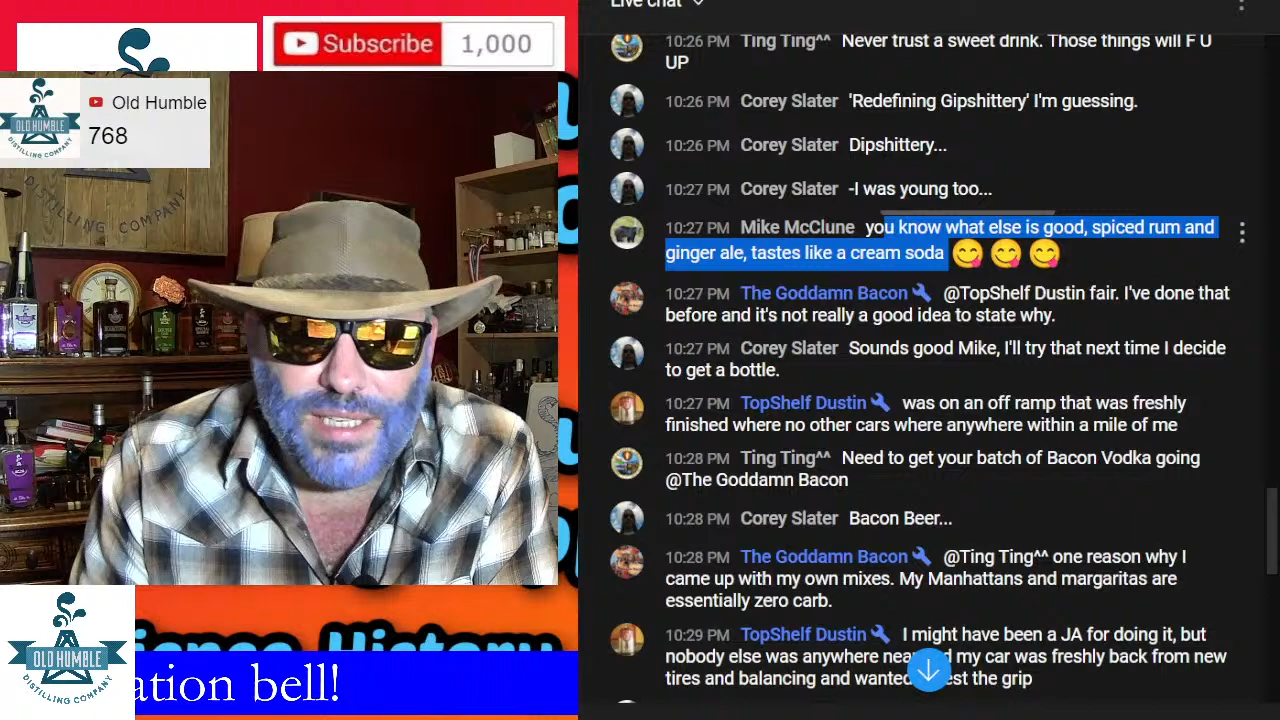 Subscribe 1,000
Old Humble
768
OLD HUMBLE
DISTILLING COMPANY
DISTILLING COMPANY
OLD HUMBLE
DISTILLING COMPANY
ation bell!
Live chat
10:26 PM Ting Ting^^ Never trust a sweet drink. Those things will F U
UP
10:26 PM Corey Slater 'Redefining Gipshittery' I'm guessing.
10:26 PM Corey Slater Dipshittery...
10:27 PM Corey Slater -I was young too...
10:27 PM Mike McClune you know what else is good, spiced rum and
ginger ale, tastes like a cream soda 😋 😋 😋
10:27 PM The Goddamn Bacon @TopShelf Dustin fair. I've done that
before and it's not really a good idea to state why.
10:27 PM Corey Slater Sounds good Mike, I'll try that next time I decide
to get a bottle.
10:27 PM TopShelf Dustin was on an off ramp that was freshly
finished where no other cars where anywhere within a mile of me
10:28 PM Ting Ting^^ Need to get your batch of Bacon Vodka going
@The Goddamn Bacon
10:28 PM Corey Slater Bacon Beer...
10:28 PM The Goddamn Bacon @Ting Ting^^ one reason why I
came up with my own mixes. My Manhattans and margaritas are
essentially zero carb.
10:29 PM TopShelf Dustin I might have been a JA for doing it, but
nobody else was anywhere near my car was freshly back from new
tires and balancing and wanted the grip